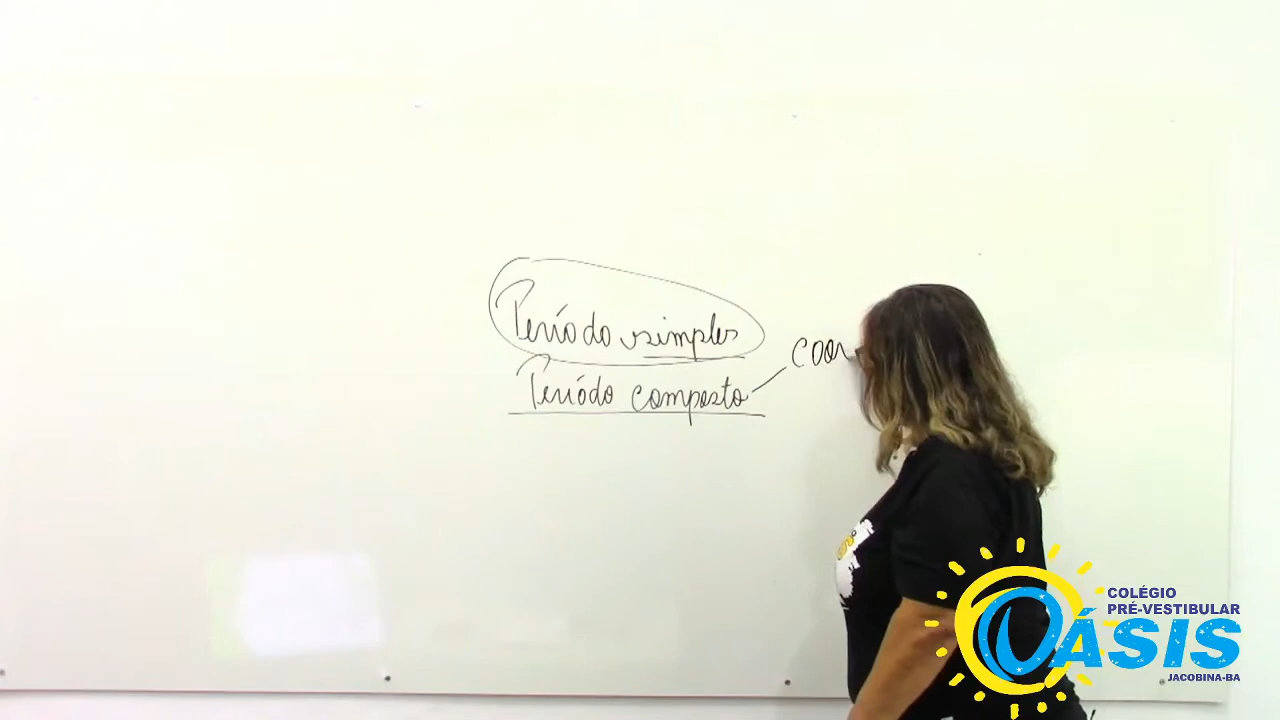 Período simples
Período composto
coor
COLÉGIO
PRÉ-VESTIBULAR
OÁSIS
JACOBINA-BA